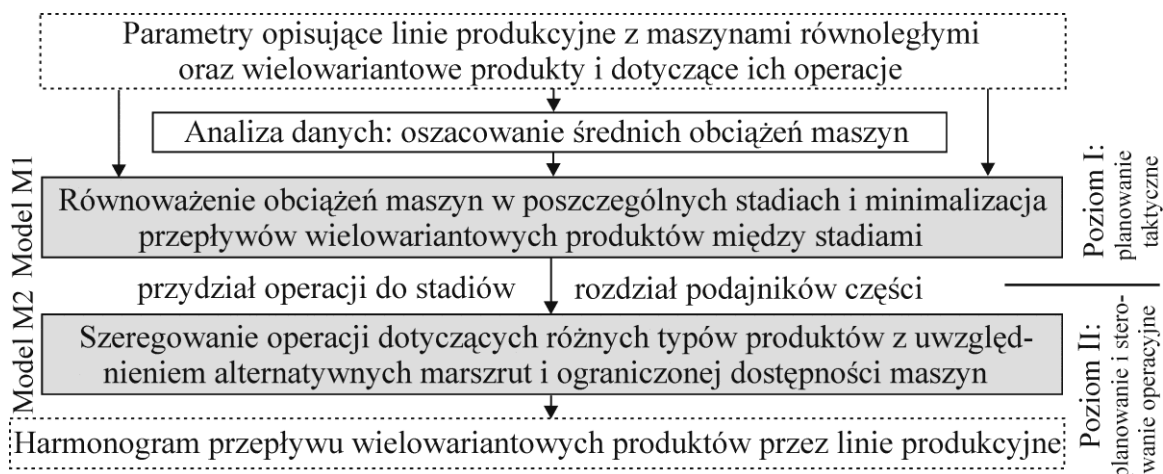 Parametry opisujące linie produkcyjne z maszynami równoległymi
oraz wielowariantowe produkty i dotyczące ich operacje
Analiza danych: oszacowanie średnich obciążeń maszyn
Model M1
Równoważenie obciążeń maszyn w poszczególnych stadiach i minimalizacja
przepływów wielowariantowych produktów między stadiami
Poziom I:
planowanie
taktyczne
przydział operacji do stadiów
rozdział podajników części
Model M2
Szeregowanie operacji dotyczących różnych typów produktów z uwzględ-
nieniem alternatywnych marszrut i ograniczonej dostępności maszyn
Poziom II:
planowanie i stero-
wanie operacyjne
Harmonogram przepływu wielowariantowych produktów przez linie produkcyjne